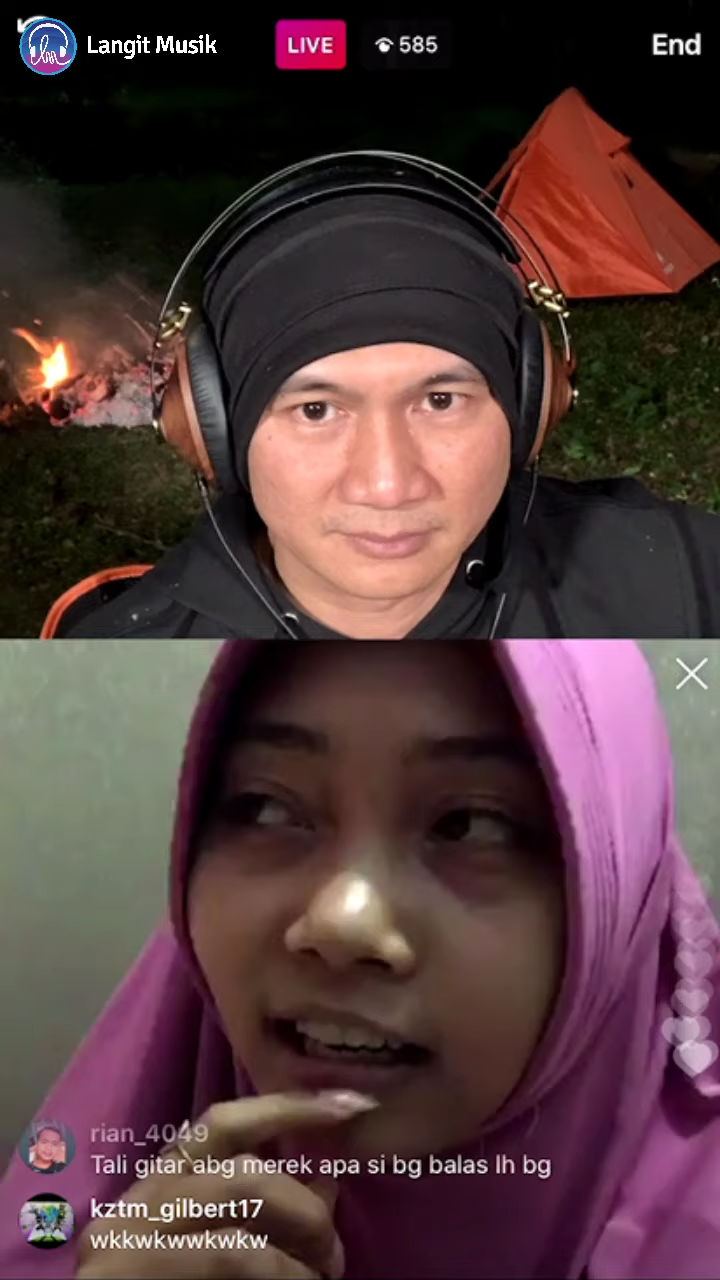 Langit Musik
LIVE
585
End
rian_4049
Tali gitar abg merek apa si bg balas lh bg
kztm_gilbert17
wkkwkwwkwkw